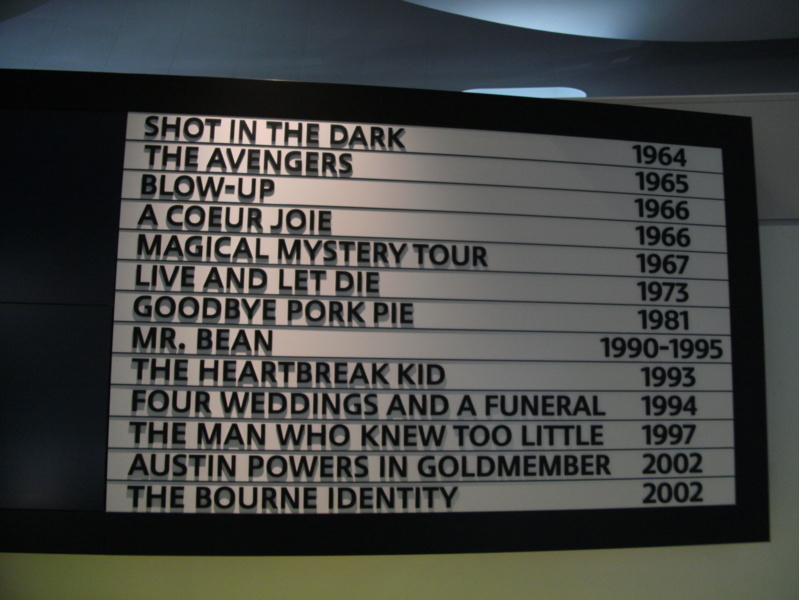 SHOT IN THE DARK 1964
THE AVENGERS 1965
BLOW-UP 1966
A COEUR JOIE 1966
MAGICAL MYSTERY TOUR 1967
LIVE AND LET DIE 1973
GOODBYE PORK PIE 1981
MR. BEAN 1990-1995
THE HEARTBREAK KID 1993
FOUR WEDDINGS AND A FUNERAL 1994
THE MAN WHO KNEW TOO LITTLE 1997
AUSTIN POWERS IN GOLDMEMBER 2002
THE BOURNE IDENTITY 2002